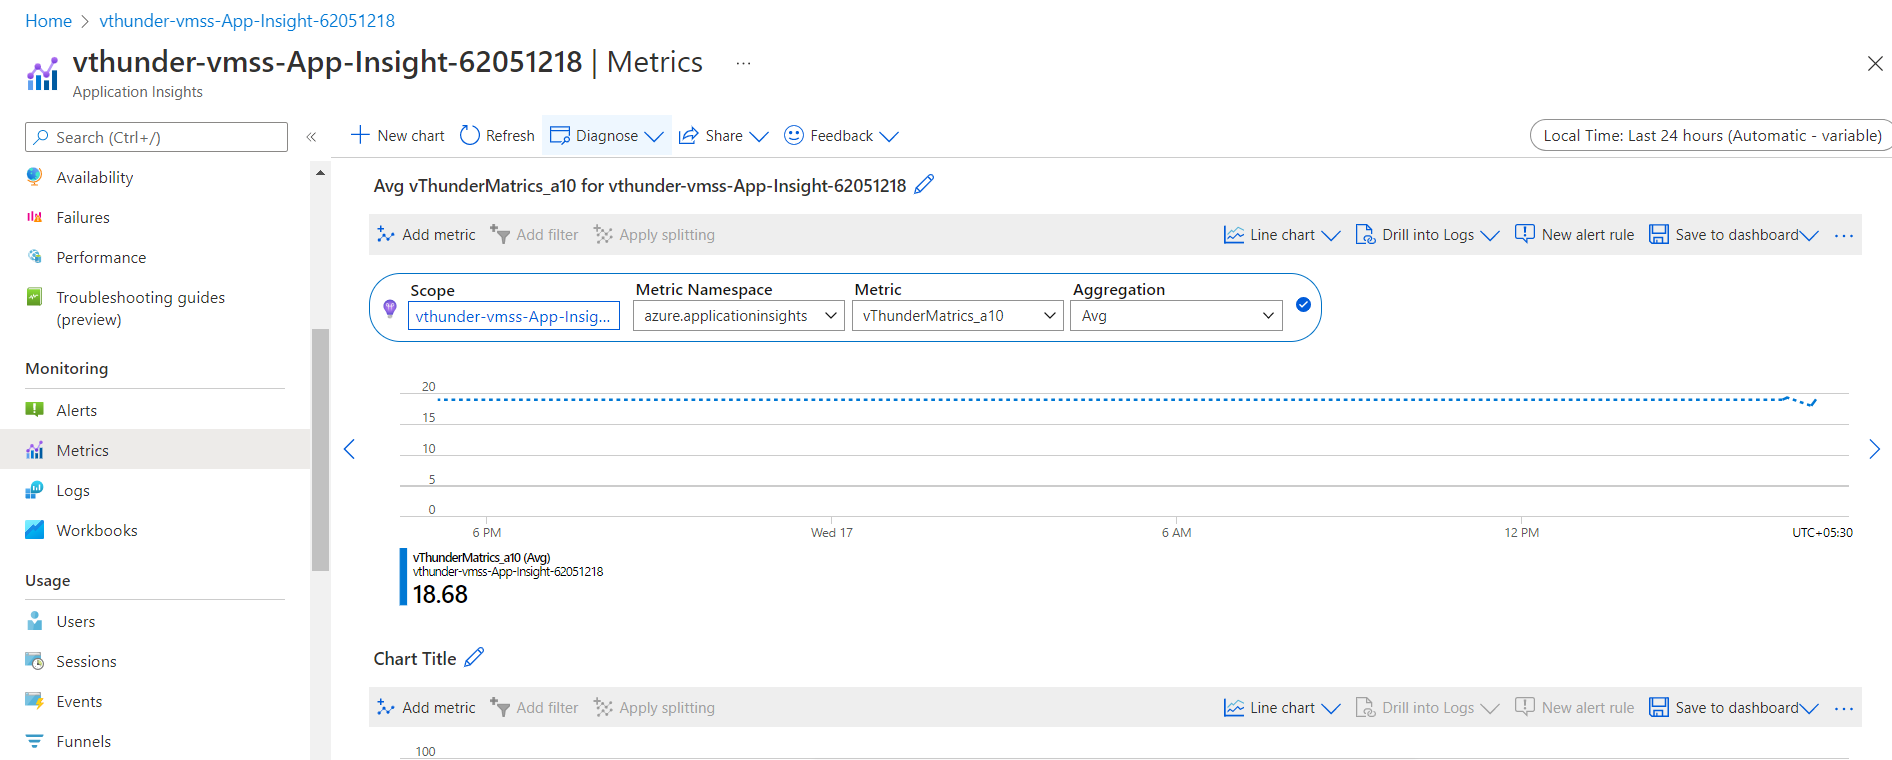 Home > vthunder-vmss-App-Insight-62051218
vthunder-vmss-App-Insight-62051218 | Metrics ...
Application Insights
Search (Ctrl+/)
«
New chart Refresh Diagnose Share Feedback
Local Time: Last 24 hours (Automatic - variable)
Availability
Failures
Performance
Troubleshooting guides
(preview)
Monitoring
Alerts
Metrics
Logs
Workbooks
Usage
Users
Sessions
Events
Funnels
Avg vThunderMatrics_a10 for vthunder-vmss-App-Insight-62051218
Add metric Add filter Apply splitting Line chart Drill into Logs New alert rule Save to dashboard ...
Scope Metric Namespace Metric Aggregation
vthunder-vmss-App-Insig... azure.applicationinsights vThunderMatrics_a10 Avg
20
15
10
5
0
6 PM Wed 17 6 AM 12 PM UTC+05:30
vThunderMatrics_a10 (Avg)
vthunder-vmss-App-Insight-62051218
18.68
Chart Title
Add metric Add filter Apply splitting Line chart Drill into Logs New alert rule Save to dashboard ...
100